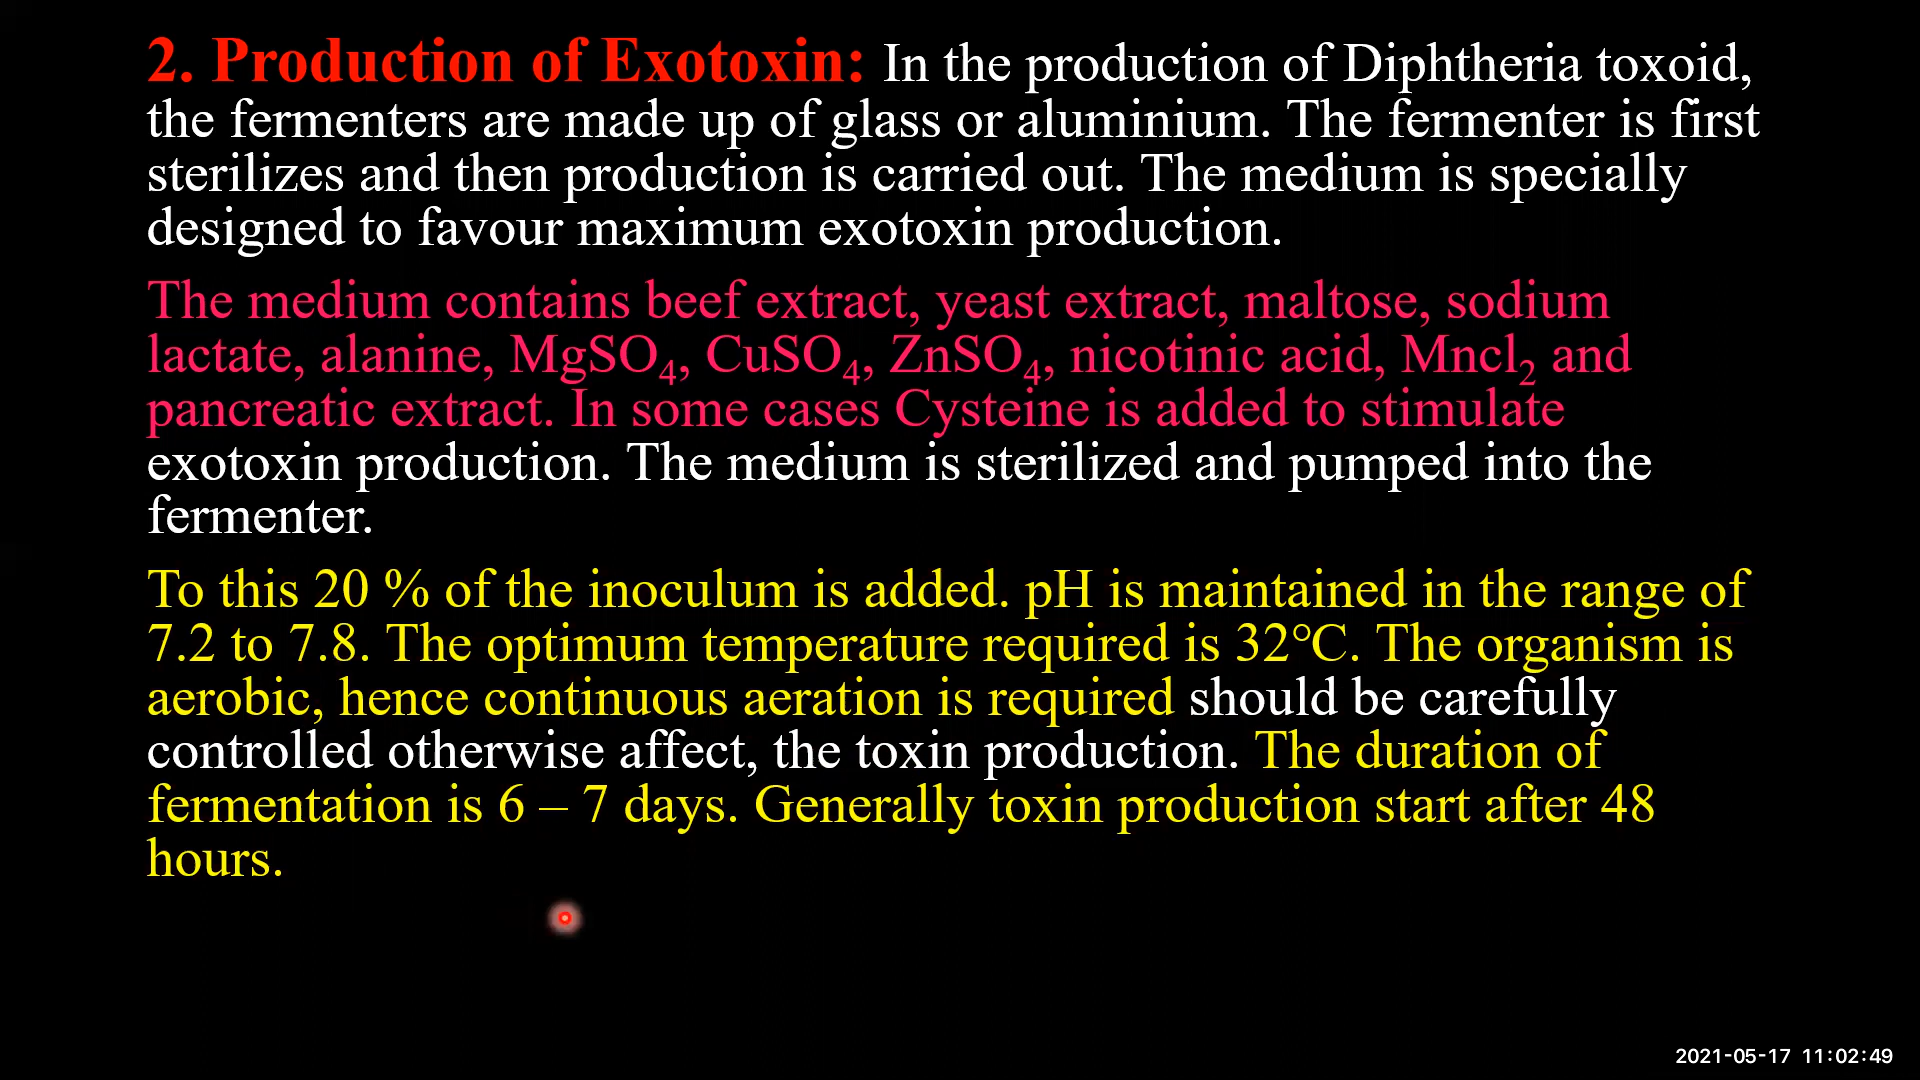 2. Production of Exotoxin: In the production of Diphtheria toxoid,
the fermenters are made up of glass or aluminium. The fermenter is first
sterilizes and then production is carried out. The medium is specially
designed to favour maximum exotoxin production.
The medium contains beef extract, yeast extract, maltose, sodium
lactate, alanine, MgSO₄, CuSO₄, ZnSO₄, nicotinic acid, Mncl₂ and
pancreatic extract. In some cases Cysteine is added to stimulate
exotoxin production. The medium is sterilized and pumped into the
fermenter.
To this 20 % of the inoculum is added. pH is maintained in the range of
7.2 to 7.8. The optimum temperature required is 32°C. The organism is
aerobic, hence continuous aeration is required should be carefully
controlled otherwise affect, the toxin production. The duration of
fermentation is 6 – 7 days. Generally toxin production start after 48
hours.
2021-05-17 11:02:49